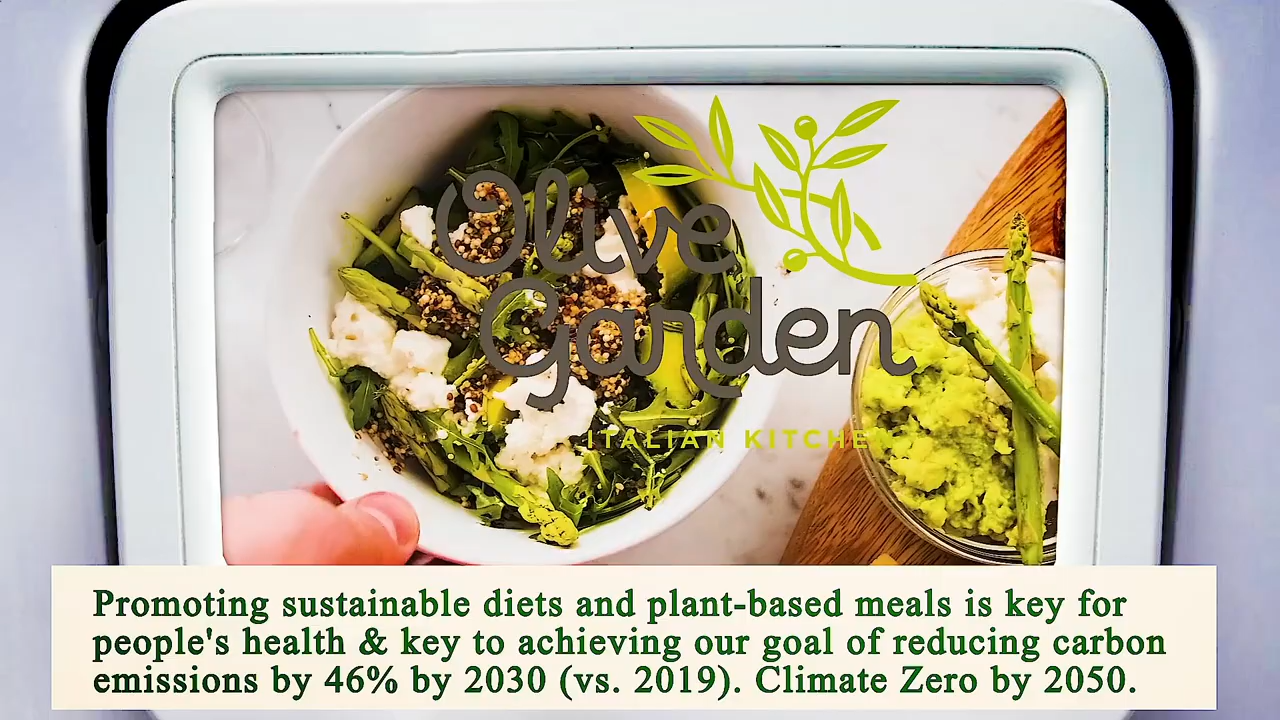 Olive
Garden
ITALIAN KITCHEN
Promoting sustainable diets and plant-based meals is key for
people's health & key to achieving our goal of reducing carbon
emissions by 46% by 2030 (vs. 2019). Climate Zero by 2050.